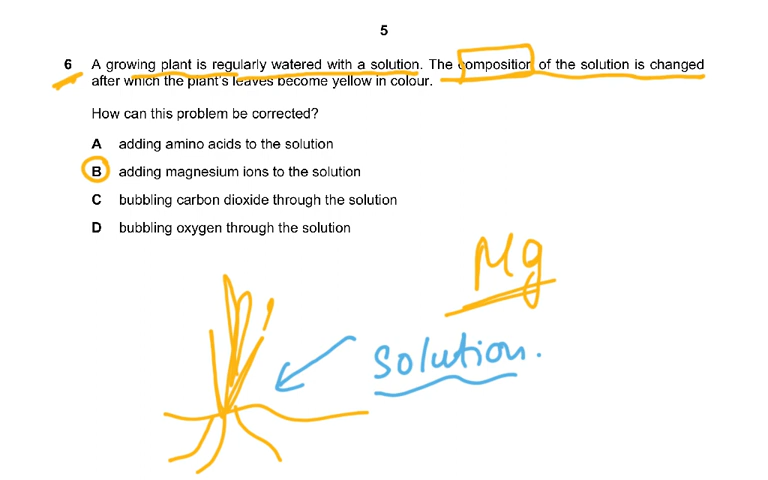 5
6 A growing plant is regularly watered with a solution. The composition of the solution is changed
after which the plant's leaves become yellow in colour.
How can this problem be corrected?
A adding amino acids to the solution
B adding magnesium ions to the solution
C bubbling carbon dioxide through the solution
D bubbling oxygen through the solution
Mg
Solution.